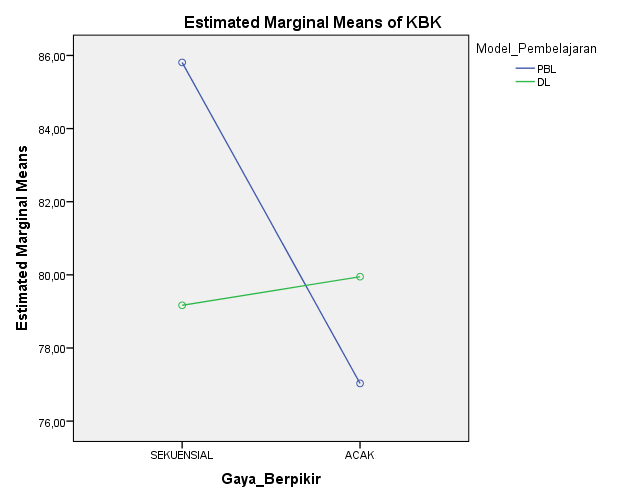 Estimated Marginal Means of KBK
Model_Pembelajaran
PBL
DL
Estimated Marginal Means
86,00
84,00
82,00
80,00
78,00
76,00
SEKUENSIAL
ACAK
Gaya_Berpikir